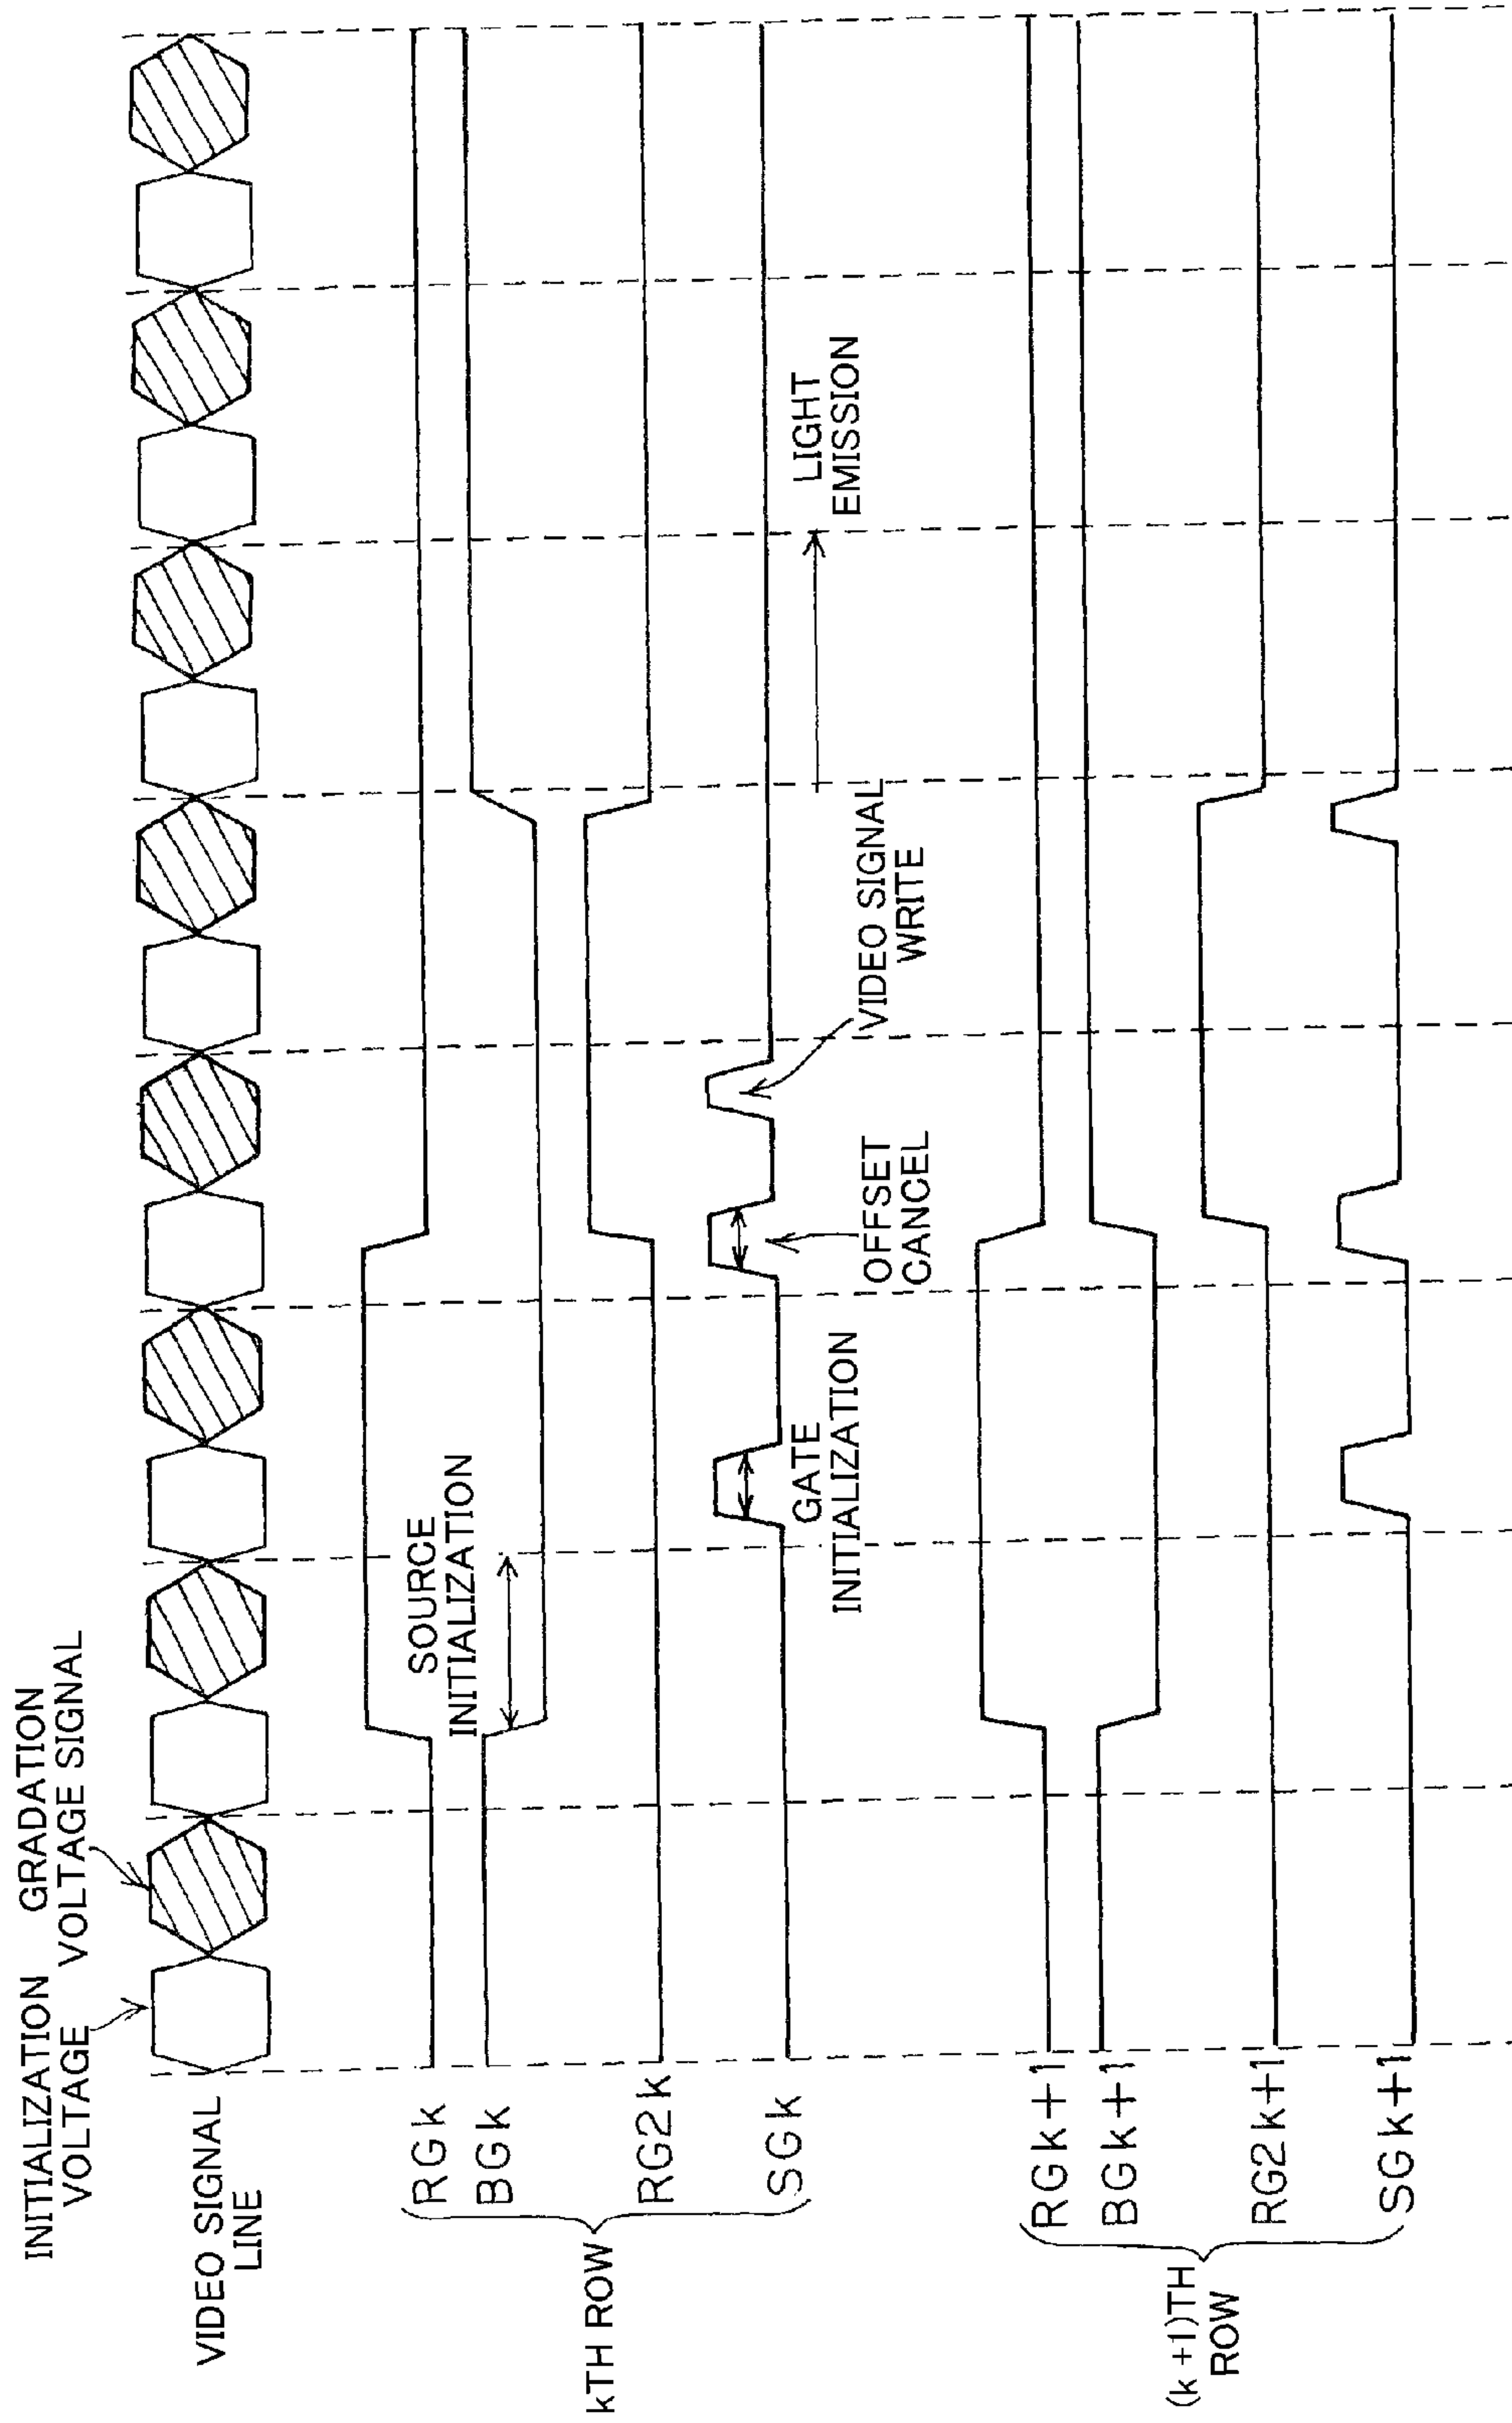 INITIALIZATION
VOLTAGE
GRADATION
VOLTAGE SIGNAL
VIDEO SIGNAL
LINE
kTH ROW
RGk
BGk
SOURCE
INITIALIZATION
RG2k
SGk
GATE
INITIALIZATION
OFFSET
CANCEL
VIDEO SIGNAL
WRITE
LIGHT
EMISSION
(k+1)TH
ROW
RGk+1
BGk+1
RG2k+1
SGk+1